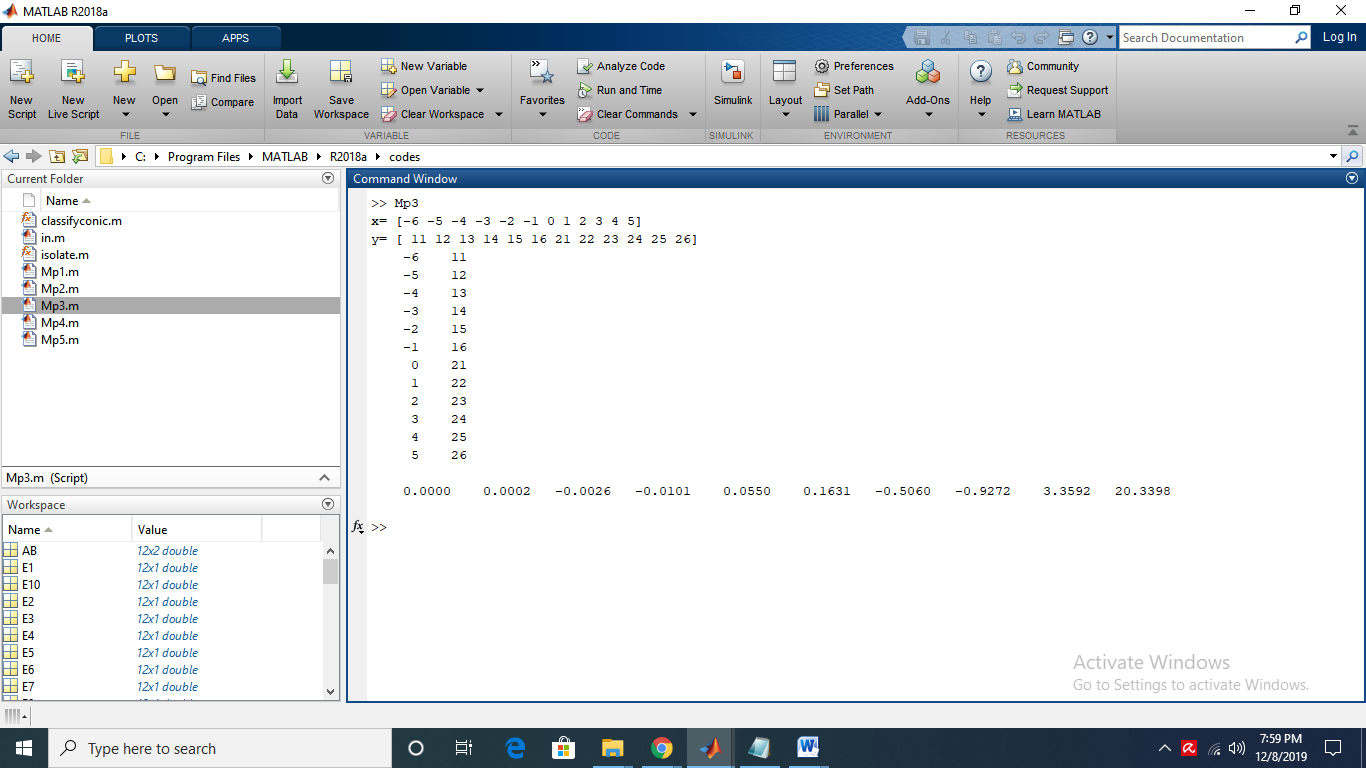 MATLAB R2018a
HOME PLOTS APPS
Search Documentation
Log In
New Script
New Live Script
New
Open
Find Files
Compare
FILE
Import Data
Save Workspace
New Variable
Open Variable
Clear Workspace
VARIABLE
Favorites
Analyze Code
Run and Time
Clear Commands
CODE
Simulink
SIMULINK
Layout
Preferences
Set Path
Parallel
Add-Ons
ENVIRONMENT
Help
Community
Request Support
Learn MATLAB
RESOURCES
C: Program Files MATLAB R2018a codes
Current Folder
Name
classifyconic.m
in.m
isolate.m
Mp1.m
Mp2.m
Mp3.m
Mp4.m
Mp5.m
Mp3.m (Script)
Workspace
Name Value
AB 12x2 double
E1 12x1 double
E10 12x1 double
E2 12x1 double
E3 12x1 double
E4 12x1 double
E5 12x1 double
E6 12x1 double
E7 12x1 double
Command Window
>> Mp3
x= [-6 -5 -4 -3 -2 -1 0 1 2 3 4 5]
y= [ 11 12 13 14 15 16 21 22 23 24 25 26]
-6 11
-5 12
-4 13
-3 14
-2 15
-1 16
0 21
1 22
2 23
3 24
4 25
5 26
0.0000 0.0002 -0.0026 -0.0101 0.0550 0.1631 -0.5060 -0.9272 3.3592 20.3398
fx >>
Activate Windows
Go to Settings to activate Windows.
Type here to search
7:59 PM
12/8/2019